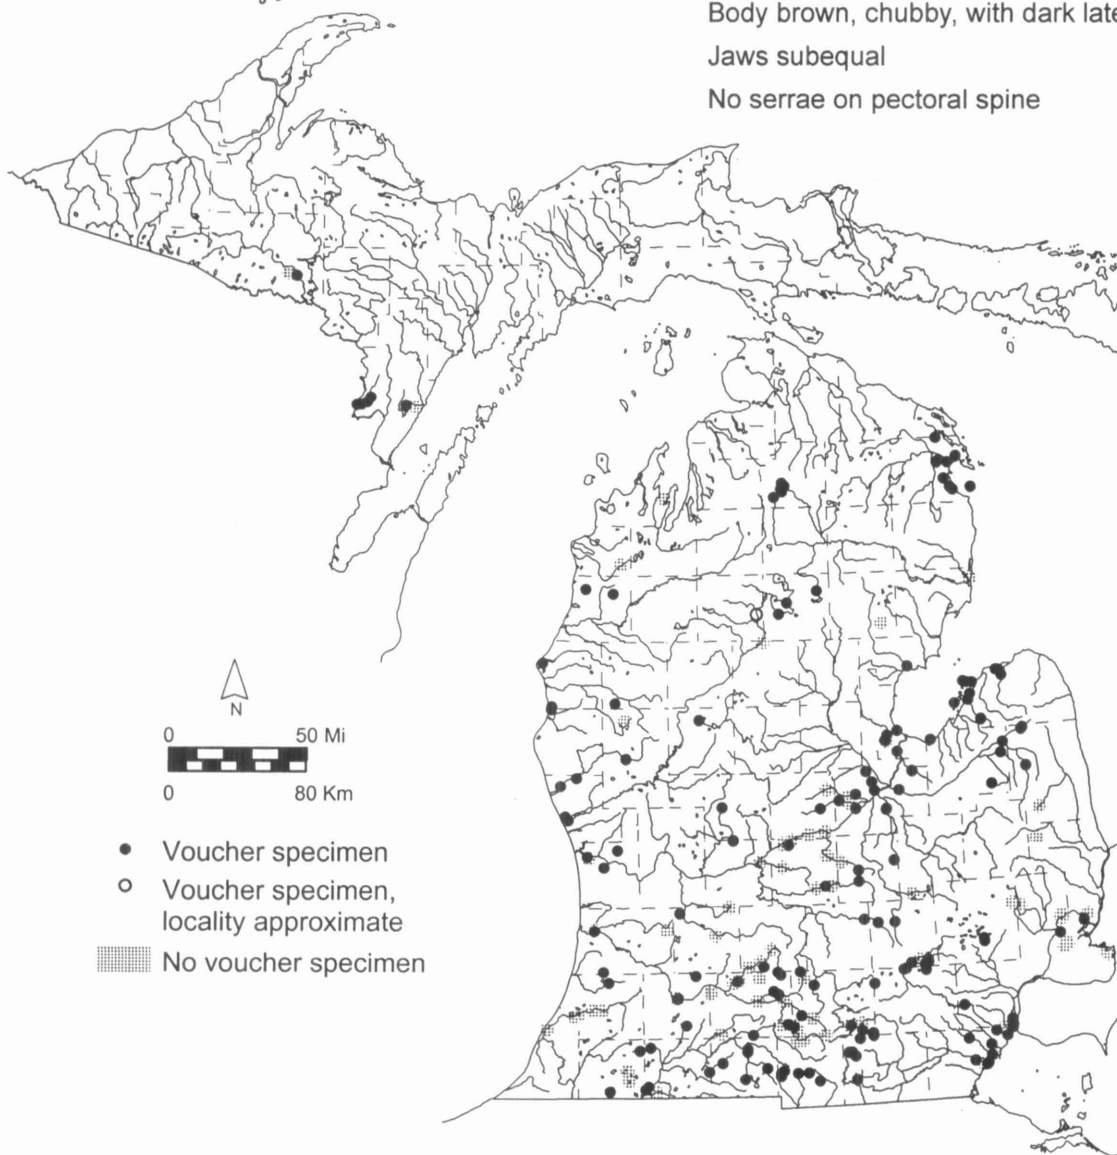 Body brown, chubby, with dark late
Jaws subequal
No serrae on pectoral spine
N
0 50 Mi
0 80 Km
Voucher specimen
Voucher specimen,
locality approximate
No voucher specimen